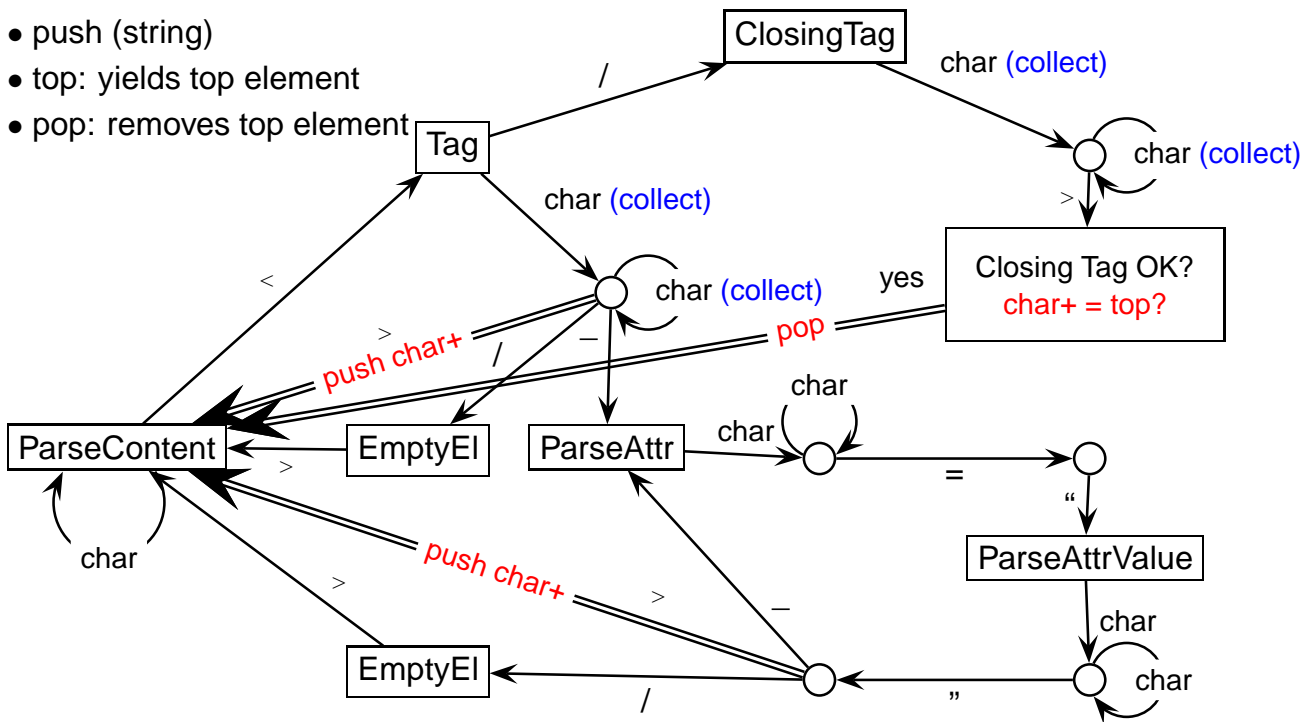 • push (string)
• top: yields top element
• pop: removes top element
ClosingTag
/
char (collect)
Tag
char (collect)
char (collect)
>
<
char (collect)
Closing Tag OK?
char+ = top?
yes
pop
>
push char+
/
_
char
ParseContent
EmptyEl
ParseAttr
char
>
=
“
char
push char+
>
>
_
ParseAttrValue
char
EmptyEl
/
”
char